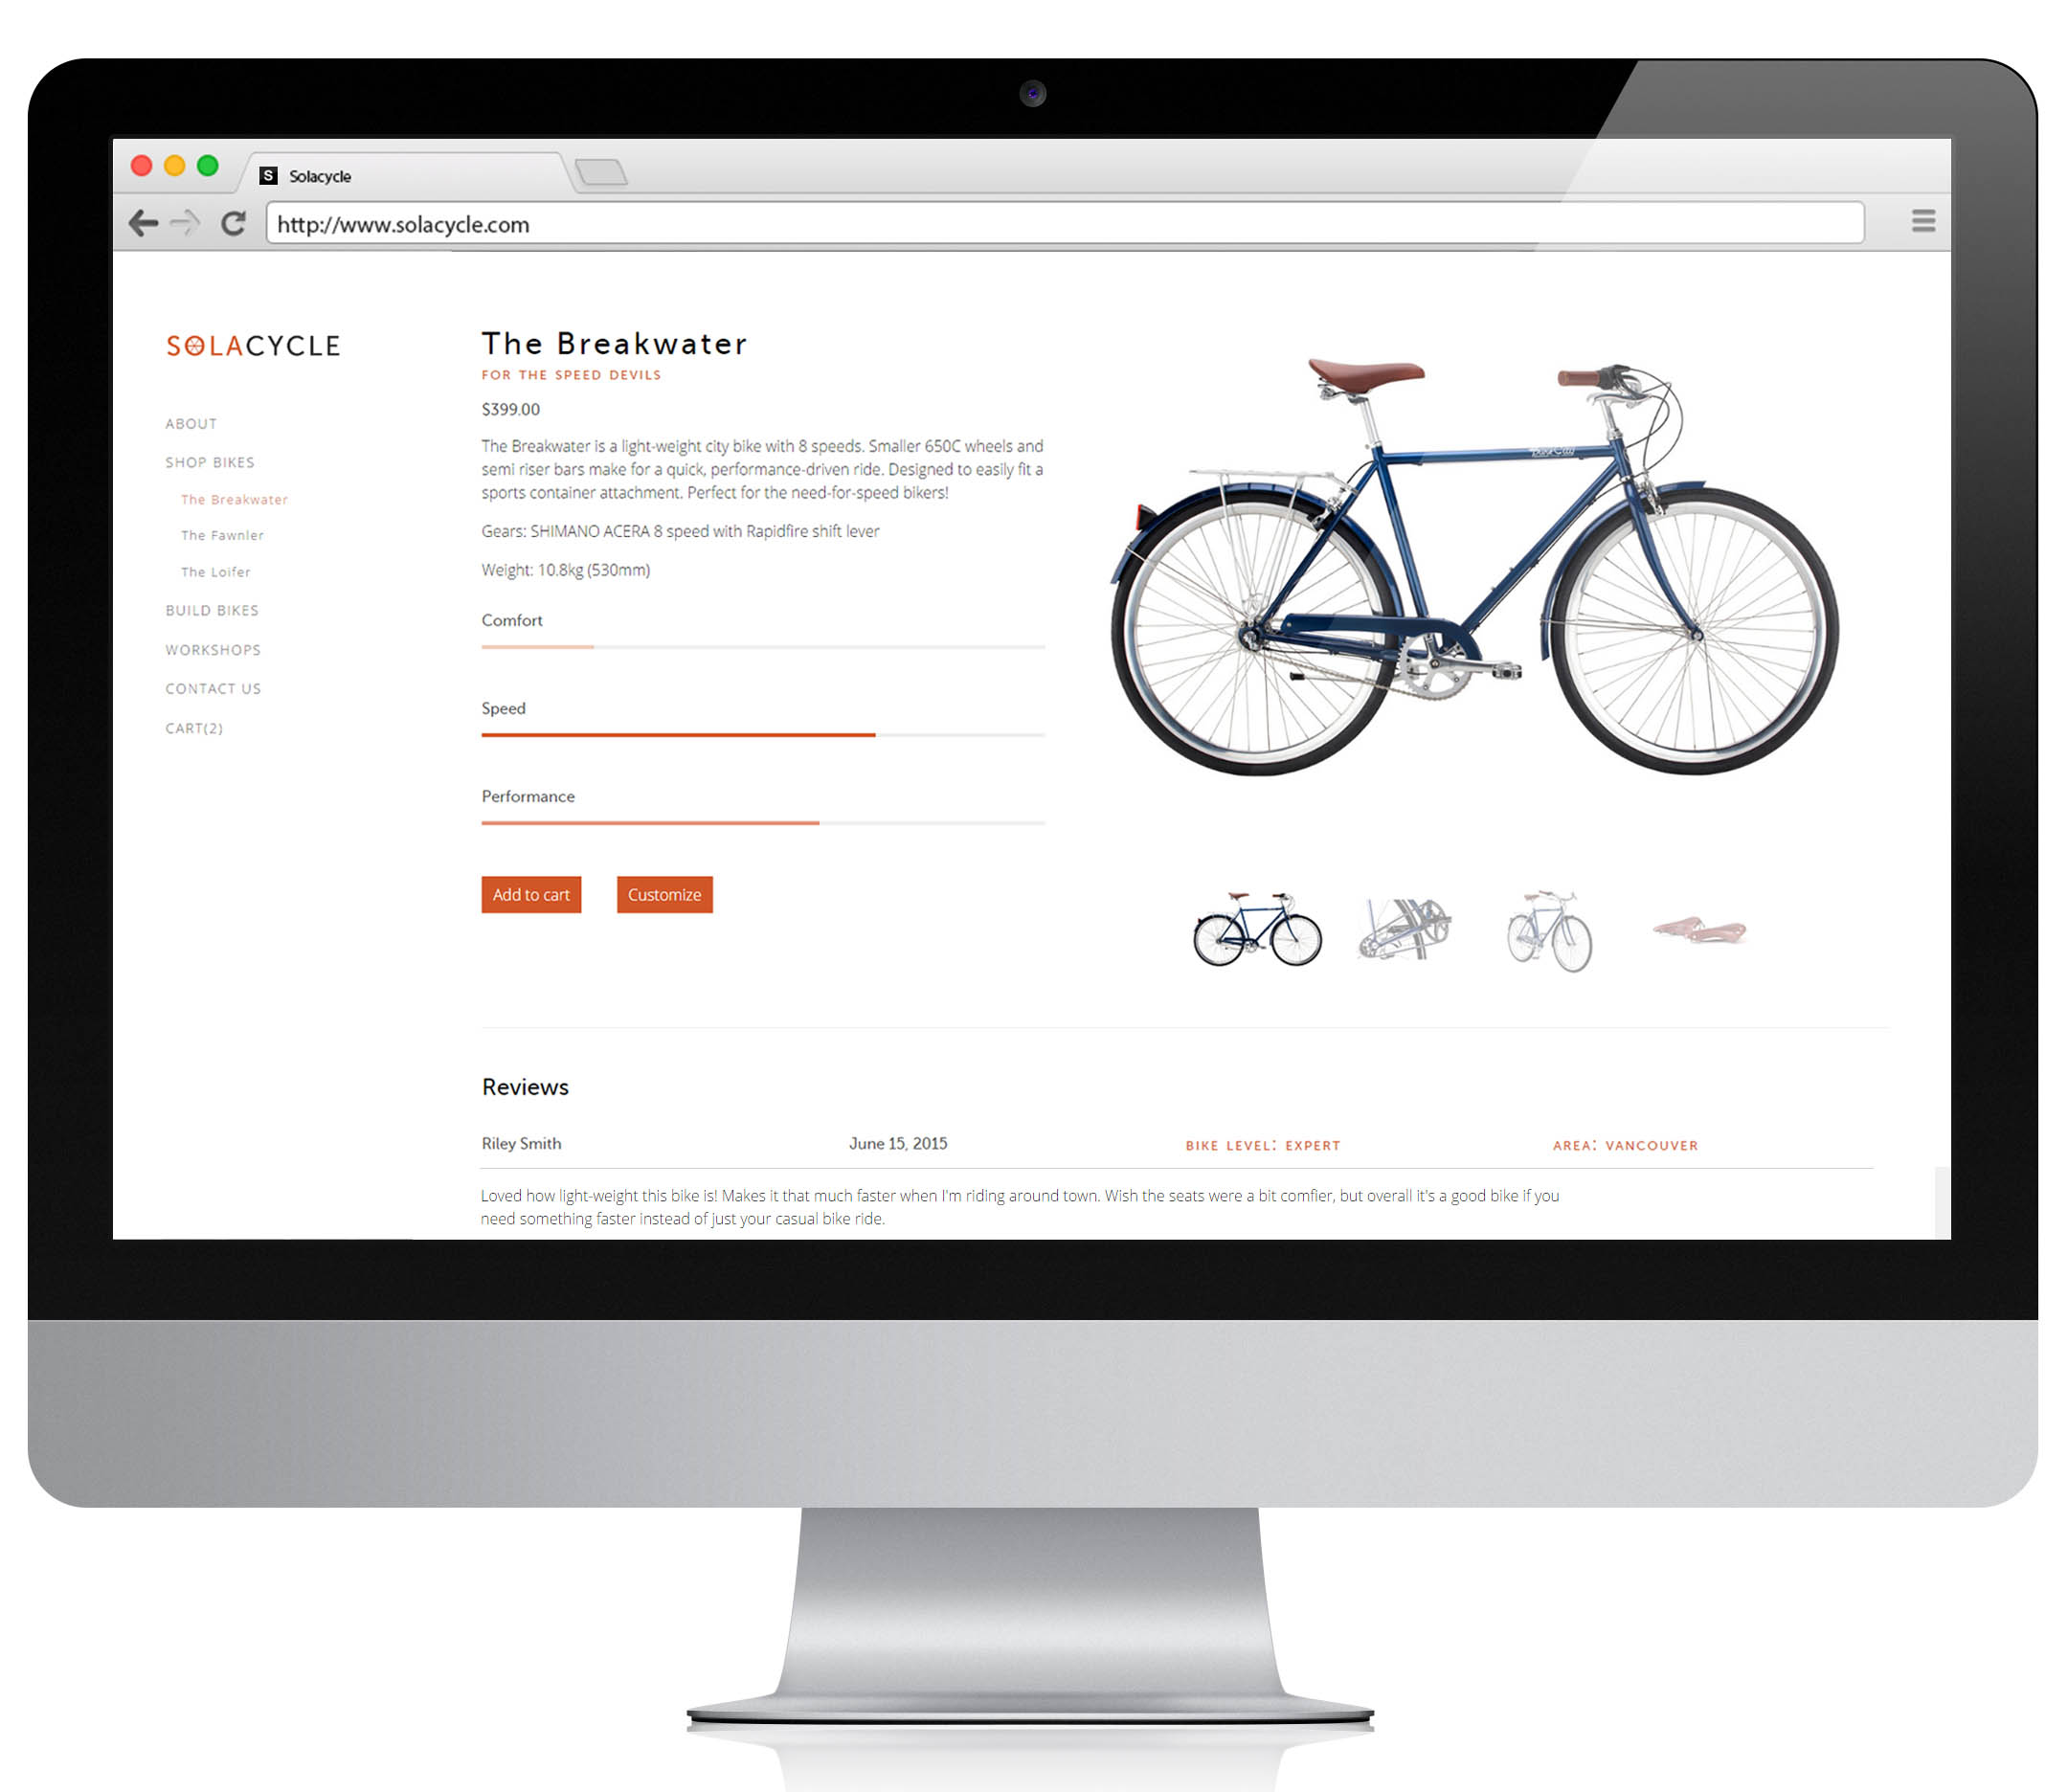 S Solacycle
http://www.solacycle.com
SOLACYCLE
ABOUT
SHOP BIKES
The Breakwater
The Fawnler
The Loifer
BUILD BIKES
WORKSHOPS
CONTACT US
CART(2)
The Breakwater
FOR THE SPEED DEVILS
$399.00
The Breakwater is a light-weight city bike with 8 speeds. Smaller 650C wheels and
semi riser bars make for a quick, performance-driven ride. Designed to easily fit a
sports container attachment. Perfect for the need-for-speed bikers!
Gears: SHIMANO ACERA 8 speed with Rapidfire shift lever
Weight: 10.8kg (530mm)
Comfort
Speed
Performance
Add to cart
Customize
Reviews
Riley Smith June 15, 2015 BIKE LEVEL: EXPERT AREA: VANCOUVER
Loved how light-weight this bike is! Makes it that much faster when I'm riding around town. Wish the seats were a bit comfier, but overall it's a good bike if you
need something faster instead of just your casual bike ride.